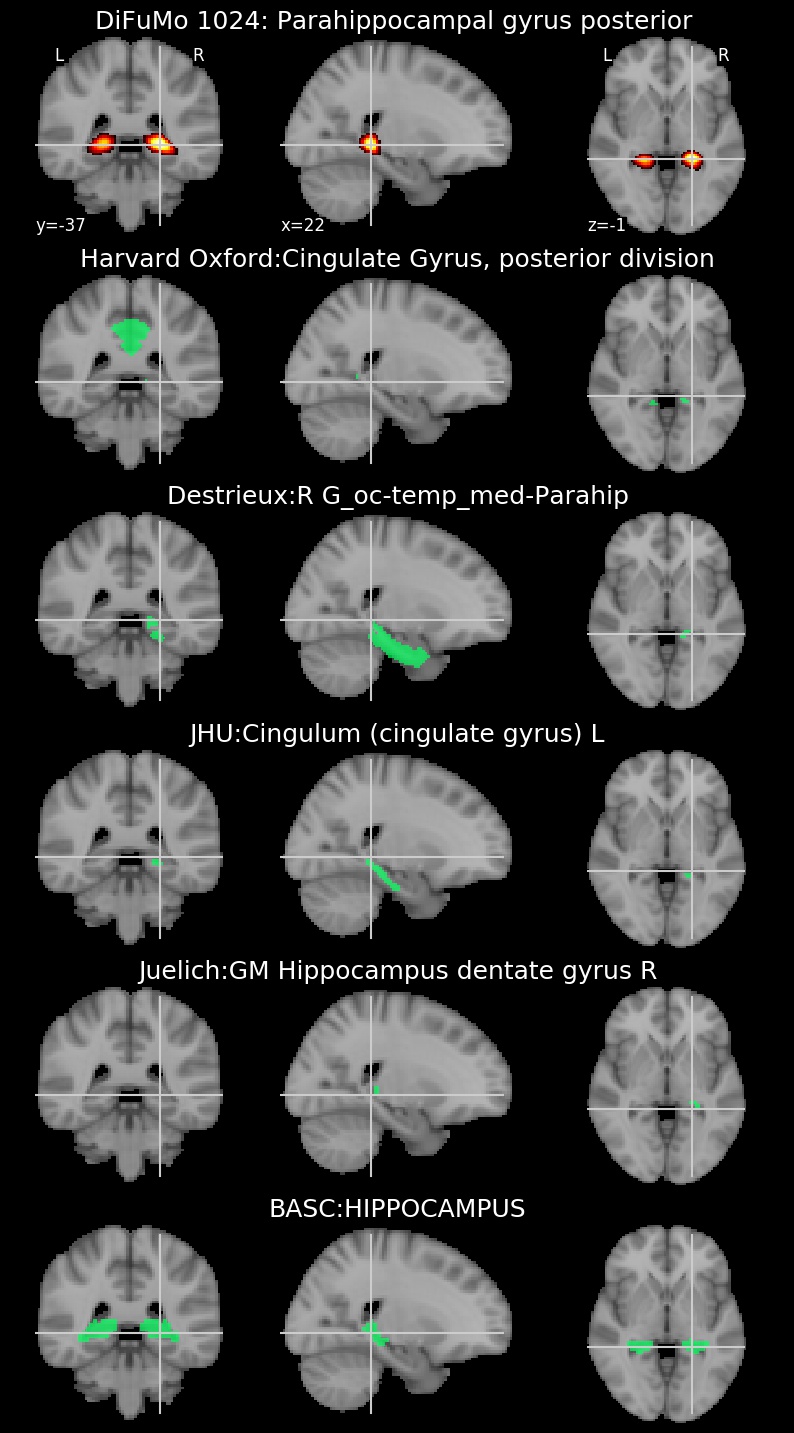 DiFuMo 1024: Parahippocampal gyrus posterior
L R L R
y=-37 x=22 z=-1
Harvard Oxford:Cingulate Gyrus, posterior division
Destrieux:R G_oc-temp_med-Parahip
JHU:Cingulum (cingulate gyrus) L
Juelich:GM Hippocampus dentate gyrus R
BASC:HIPPOCAMPUS